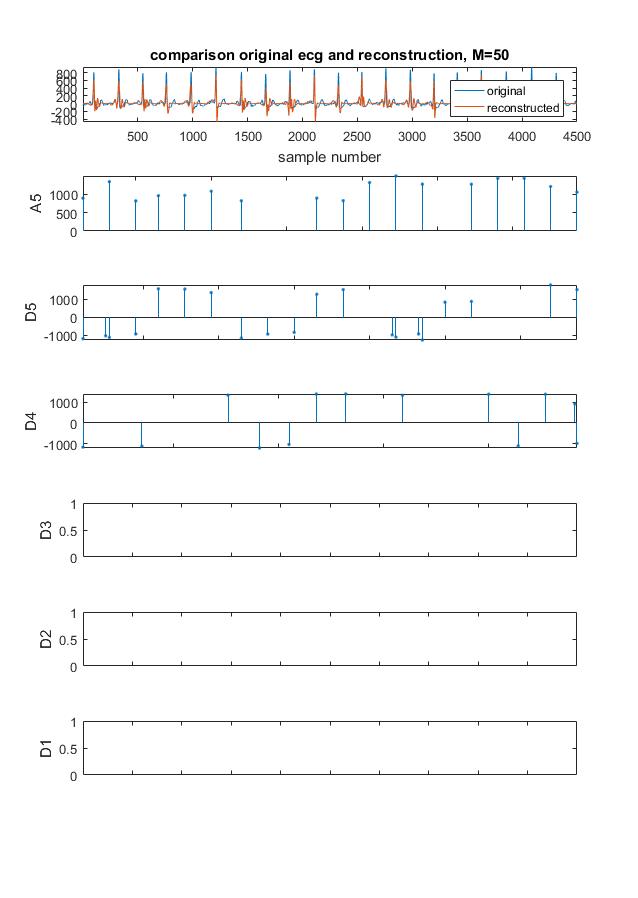 comparison original ecg and reconstruction, M=50
800
600
400
200
0
-200
-400
original
reconstructed
500 1000 1500 2000 2500 3000 3500 4000 4500
sample number
A5
1000
500
0
D5
1000
0
-1000
D4
1000
0
-1000
D3
1
0.5
0
D2
1
0.5
0
D1
1
0.5
0